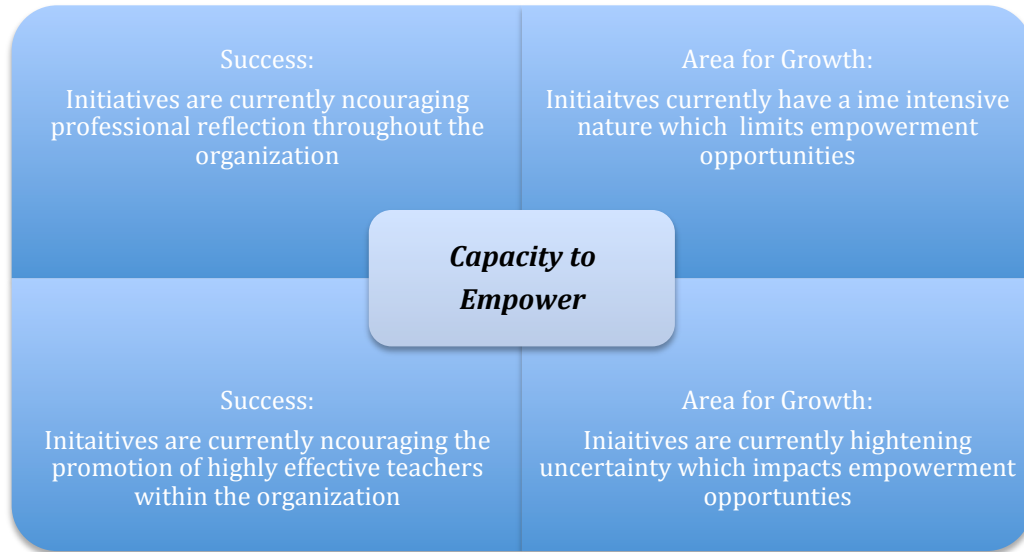 Success:
Initiatives are currently ncouraging
professional reflection throughout the
organization
Area for Growth:
Initiaitves currently have a ime intensive
nature which  limits empowerment
opportunities
Capacity to
Empower
Success:
Initaitives are currently ncouraging the
promotion of highly effective teachers
within the organization
Area for Growth:
Iniaitives are currently hightening
uncertainty which impacts empowerment
opportunties